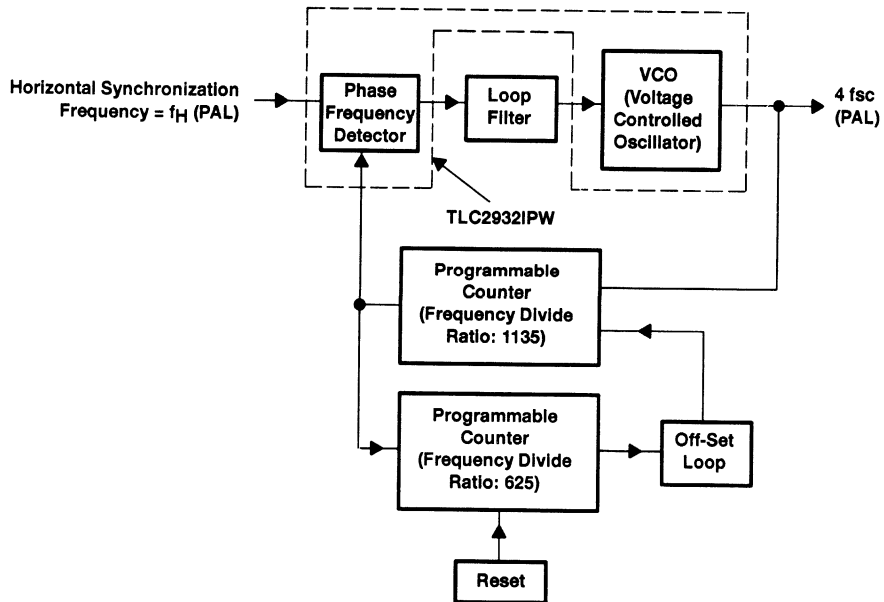 Horizontal Synchronization
Frequency = fH (PAL)
Phase
Frequency
Detector
Loop
Filter
VCO
(Voltage
Controlled
Oscillator)
4 fsc
(PAL)
TLC2932IPW
Programmable
Counter
(Frequency Divide
Ratio: 1135)
Programmable
Counter
(Frequency Divide
Ratio: 625)
Off-Set
Loop
Reset